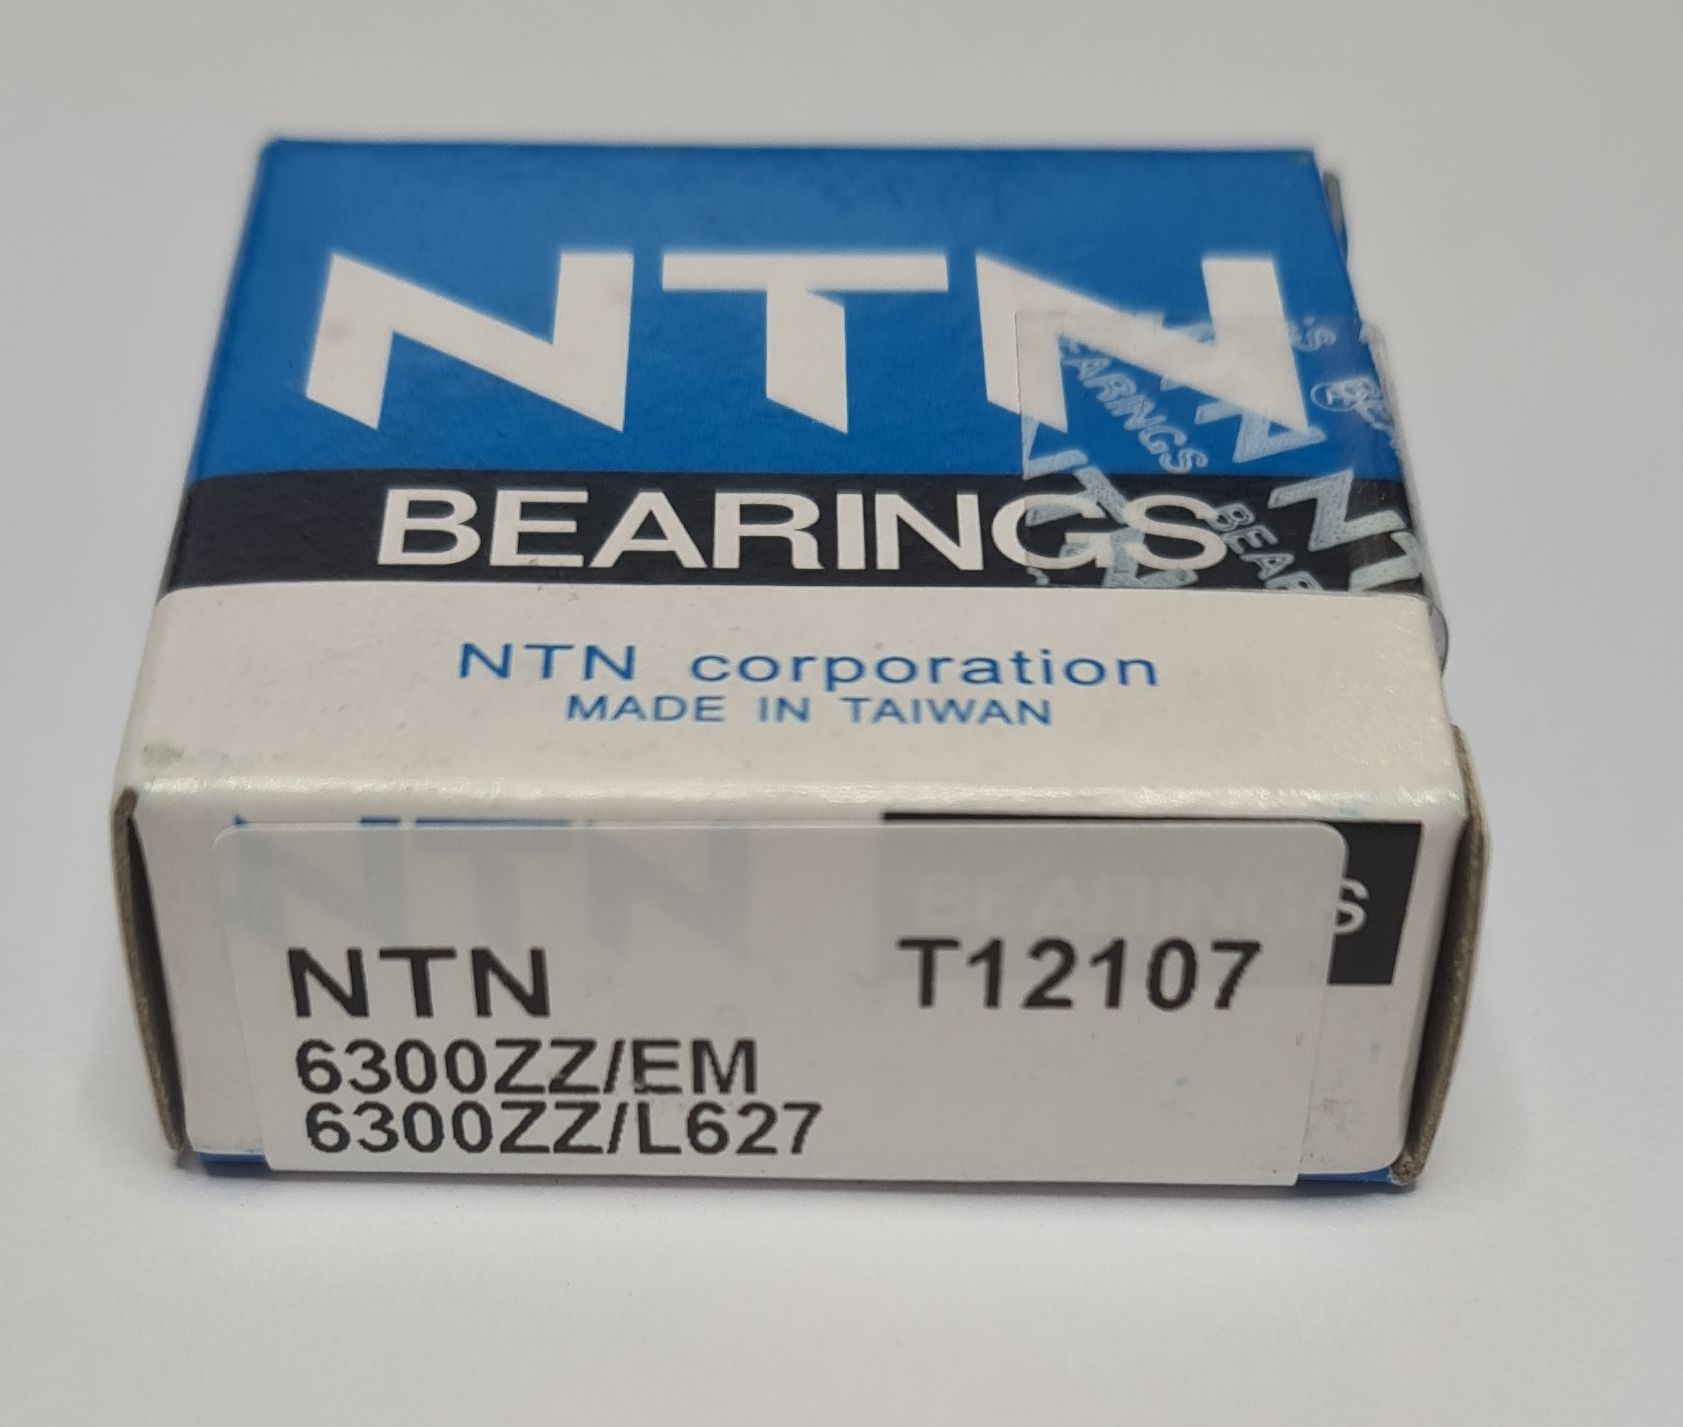 NTN
BEARINGS
NTN corporation
MADE IN TAIWAN
NTN T12107
6300ZZ/EM
6300ZZ/L627